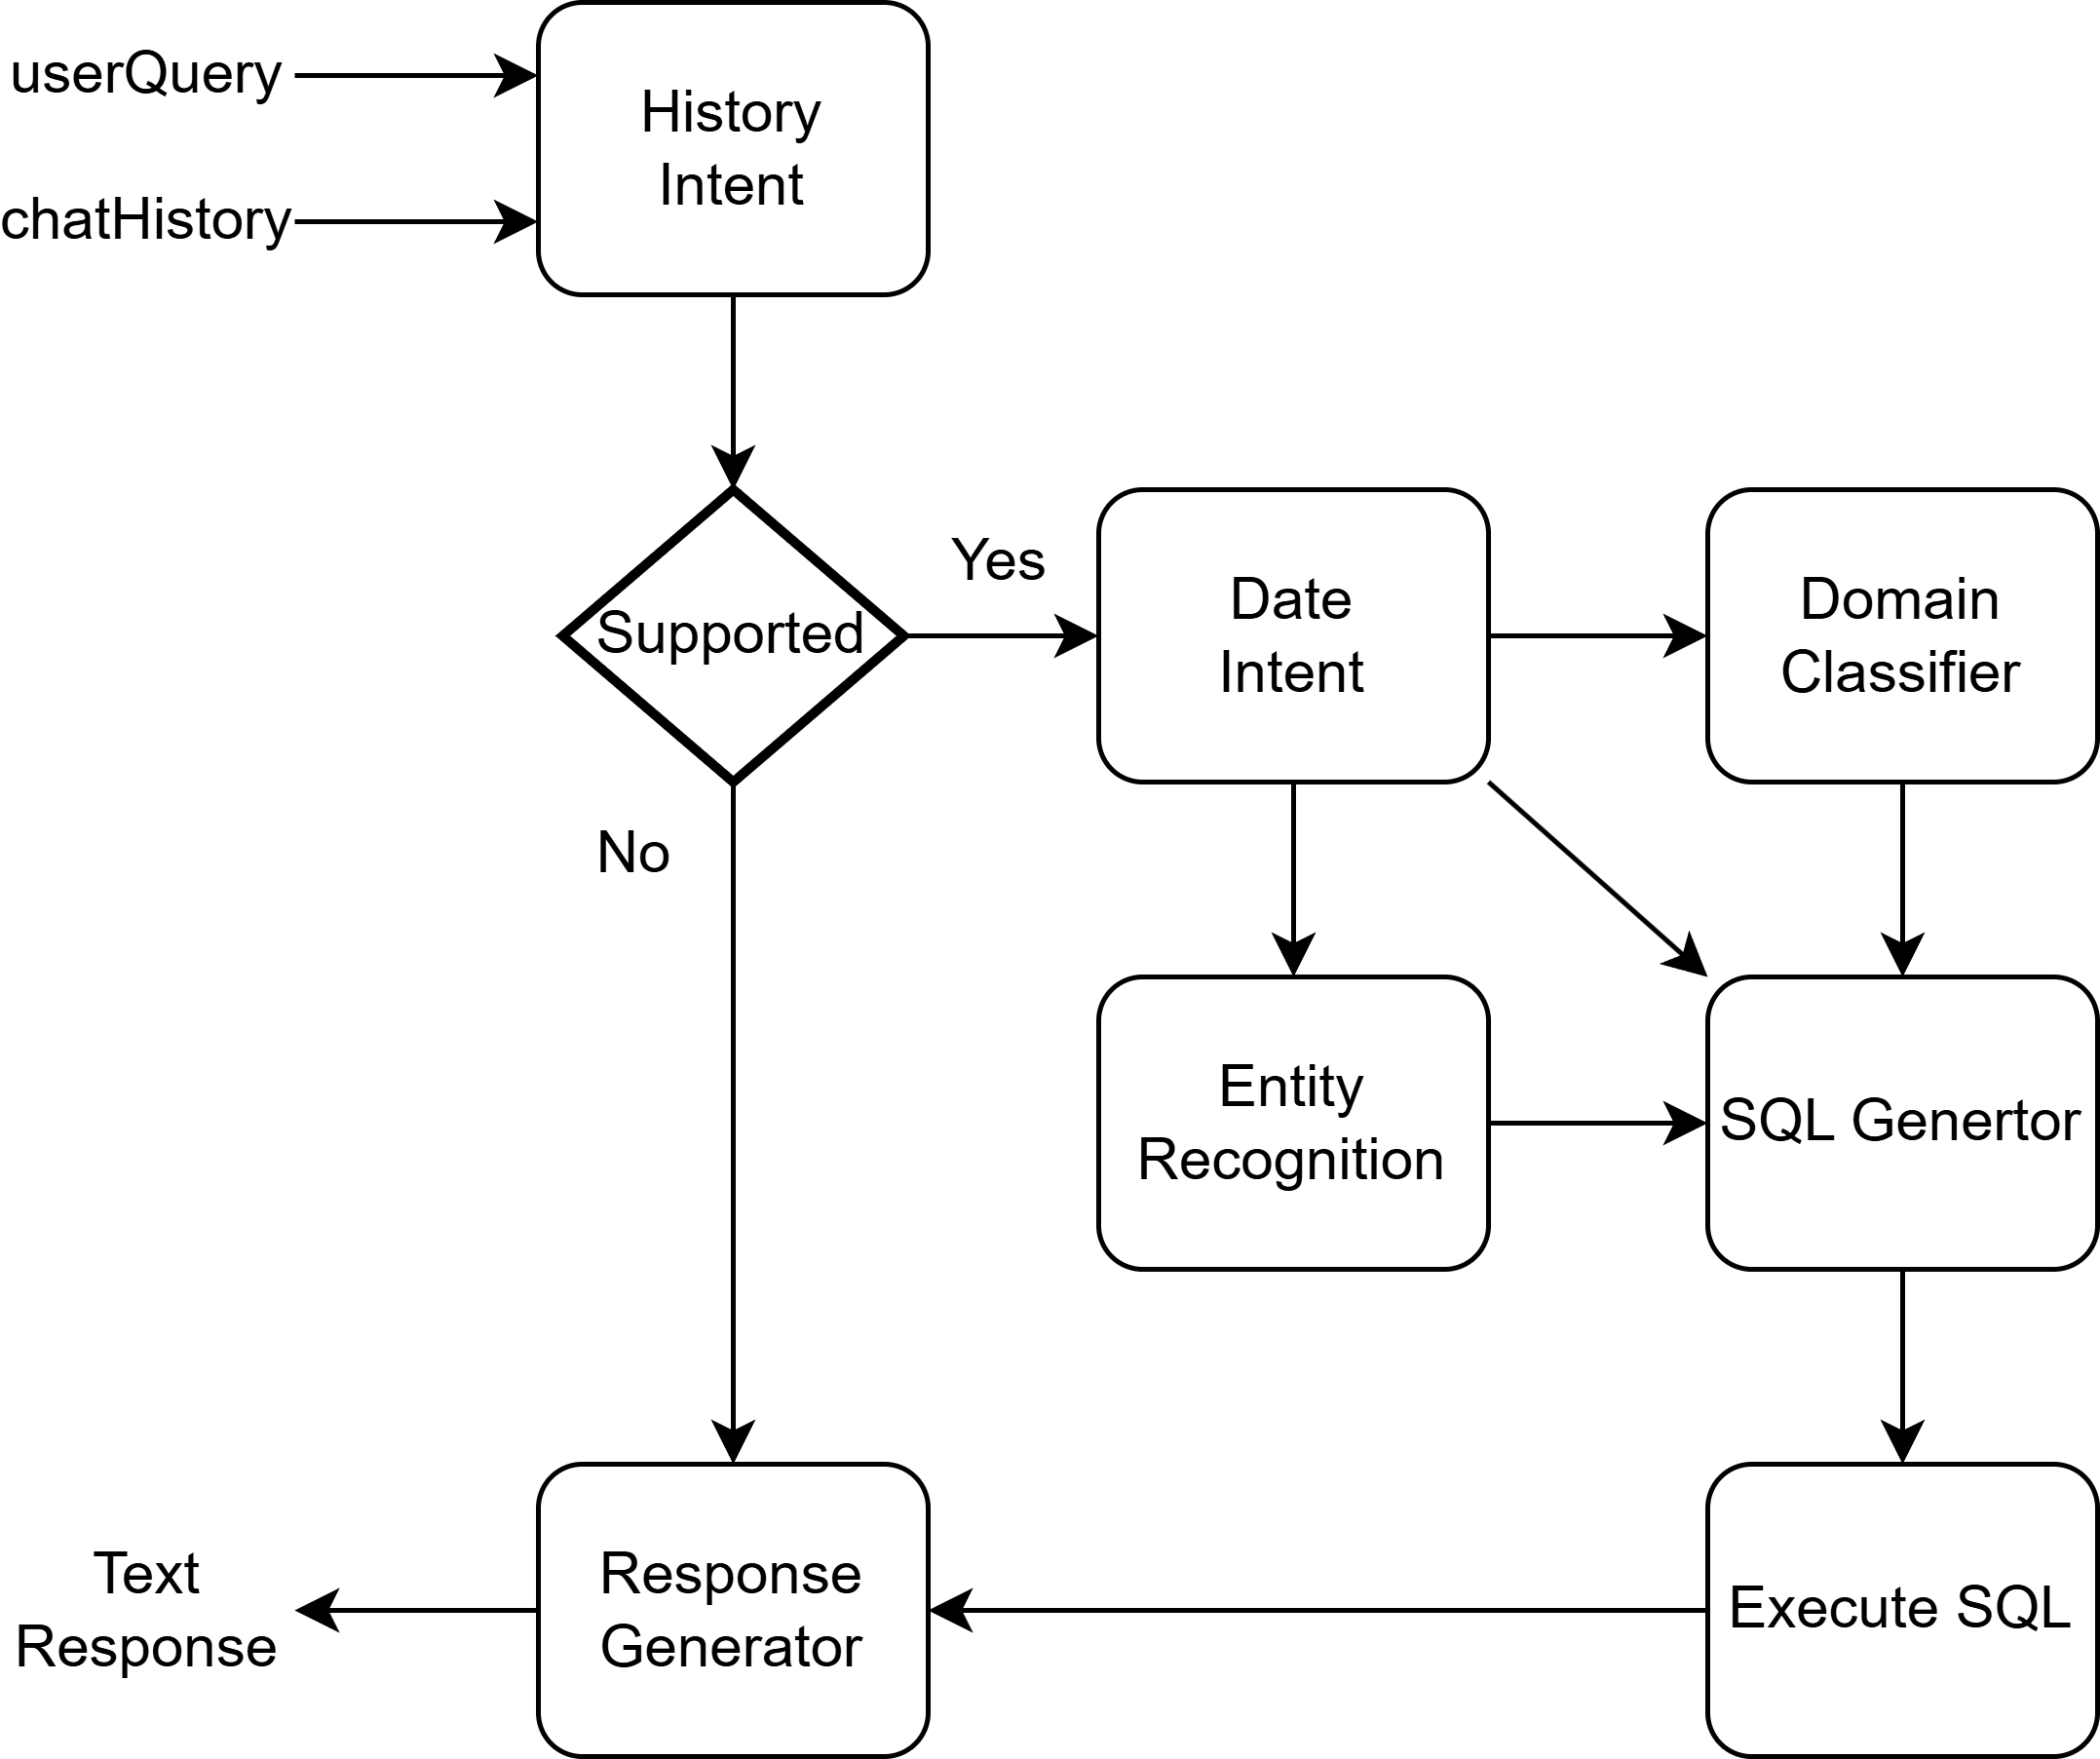 userQuery
chatHistory
History
Intent
Supported
Yes
No
Date
Intent
Domain
Classifier
Entity
Recognition
SQL Genertor
Text
Response
Response
Generator
Execute SQL